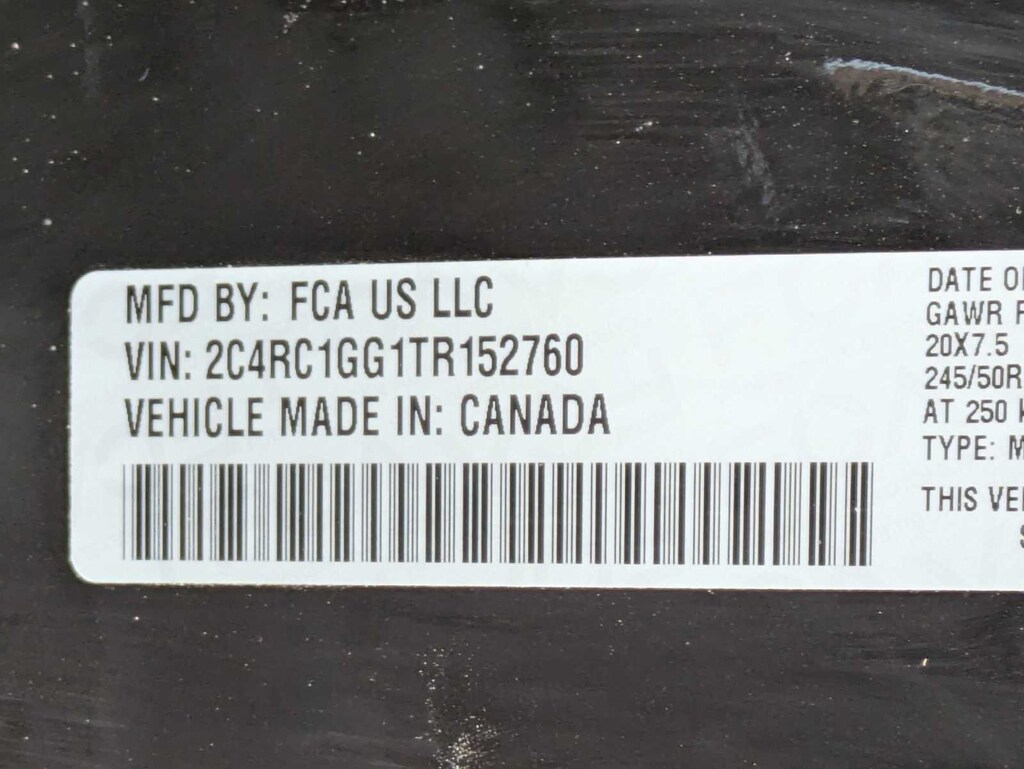 MFD BY: FCA US LLC
VIN: 2C4RC1GG1TR152760
VEHICLE MADE IN: CANADA
DATE O
GAWR F
20X7.5
245/50R
AT 250
TYPE: M
THIS VE
S